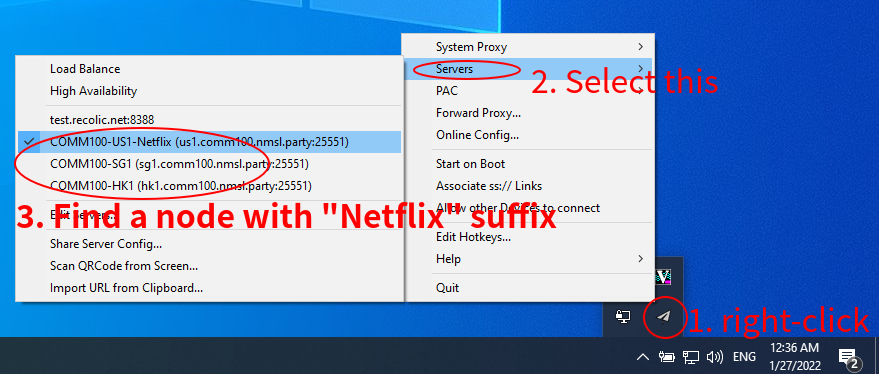 System Proxy
Servers
2. Select this
PAC
Forward Proxy...
Online Config...
Start on Boot
Associate ss:// Links
Allow other Devices to connect
Edit Hotkeys...
Help
Quit
Load Balance
High Availability
test.recolic.net:8388
COMM100-US1-Netflix (us1.comm100.nmsl.party:25551)
COMM100-SG1 (sg1.comm100.nmsl.party:25551)
COMM100-HK1 (hk1.comm100.nmsl.party:25551)
3. Find a node with "Netflix" suffix
Edit Servers...
Share Server Config...
Scan QRCode from Screen...
Import URL from Clipboard...
V
1. right-click
ENG
12:36 AM
1/27/2022
2